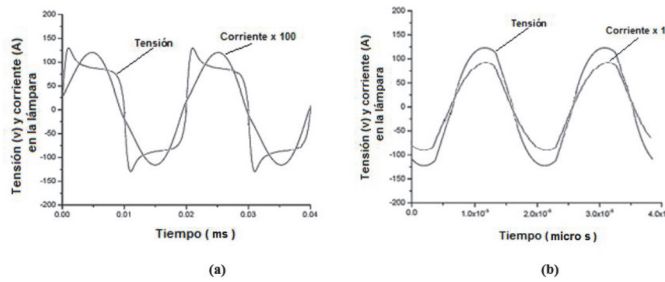 Tensión (v) y corriente (A)
en la lámpara
200
150
100
50
0
-50
-100
-150
-200
Tensión
Corriente x 100
0.00
0.01
0.02
0.03
0.04
Tiempo ( ms )
(a)
Tensión (v) y corriente (A)
en la lámpara
200
150
100
50
0
-50
-100
-150
-200
Tensión
Corriente x 1
0.0
Tiempo (micro s )
(b)